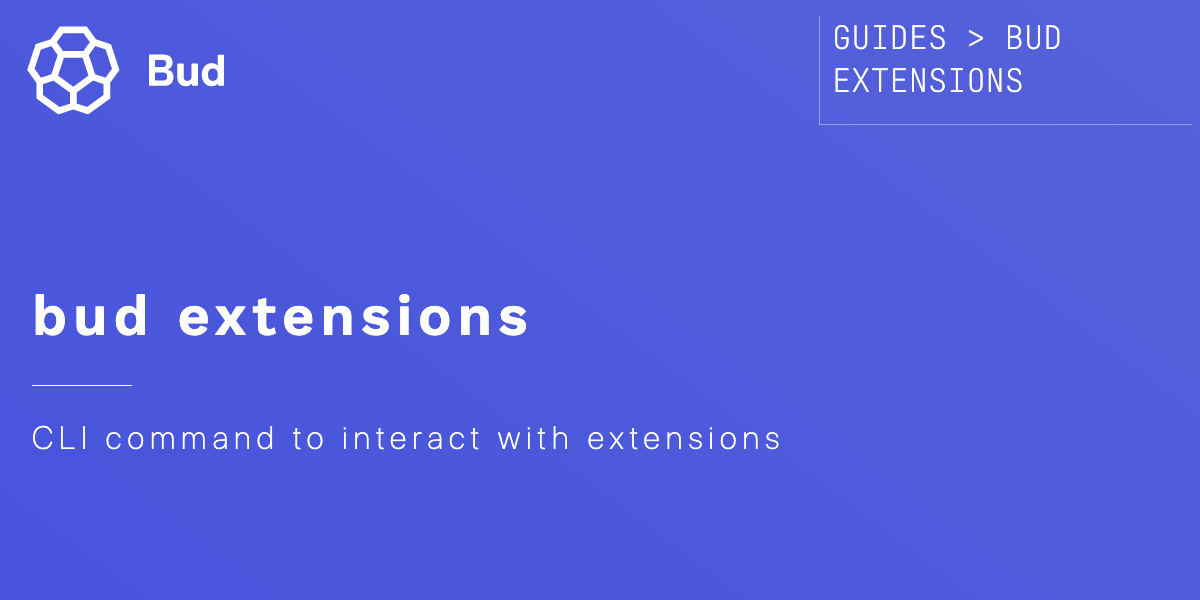 Bud
GUIDES > BUD
EXTENSIONS
bud extensions
CLI command to interact with extensions